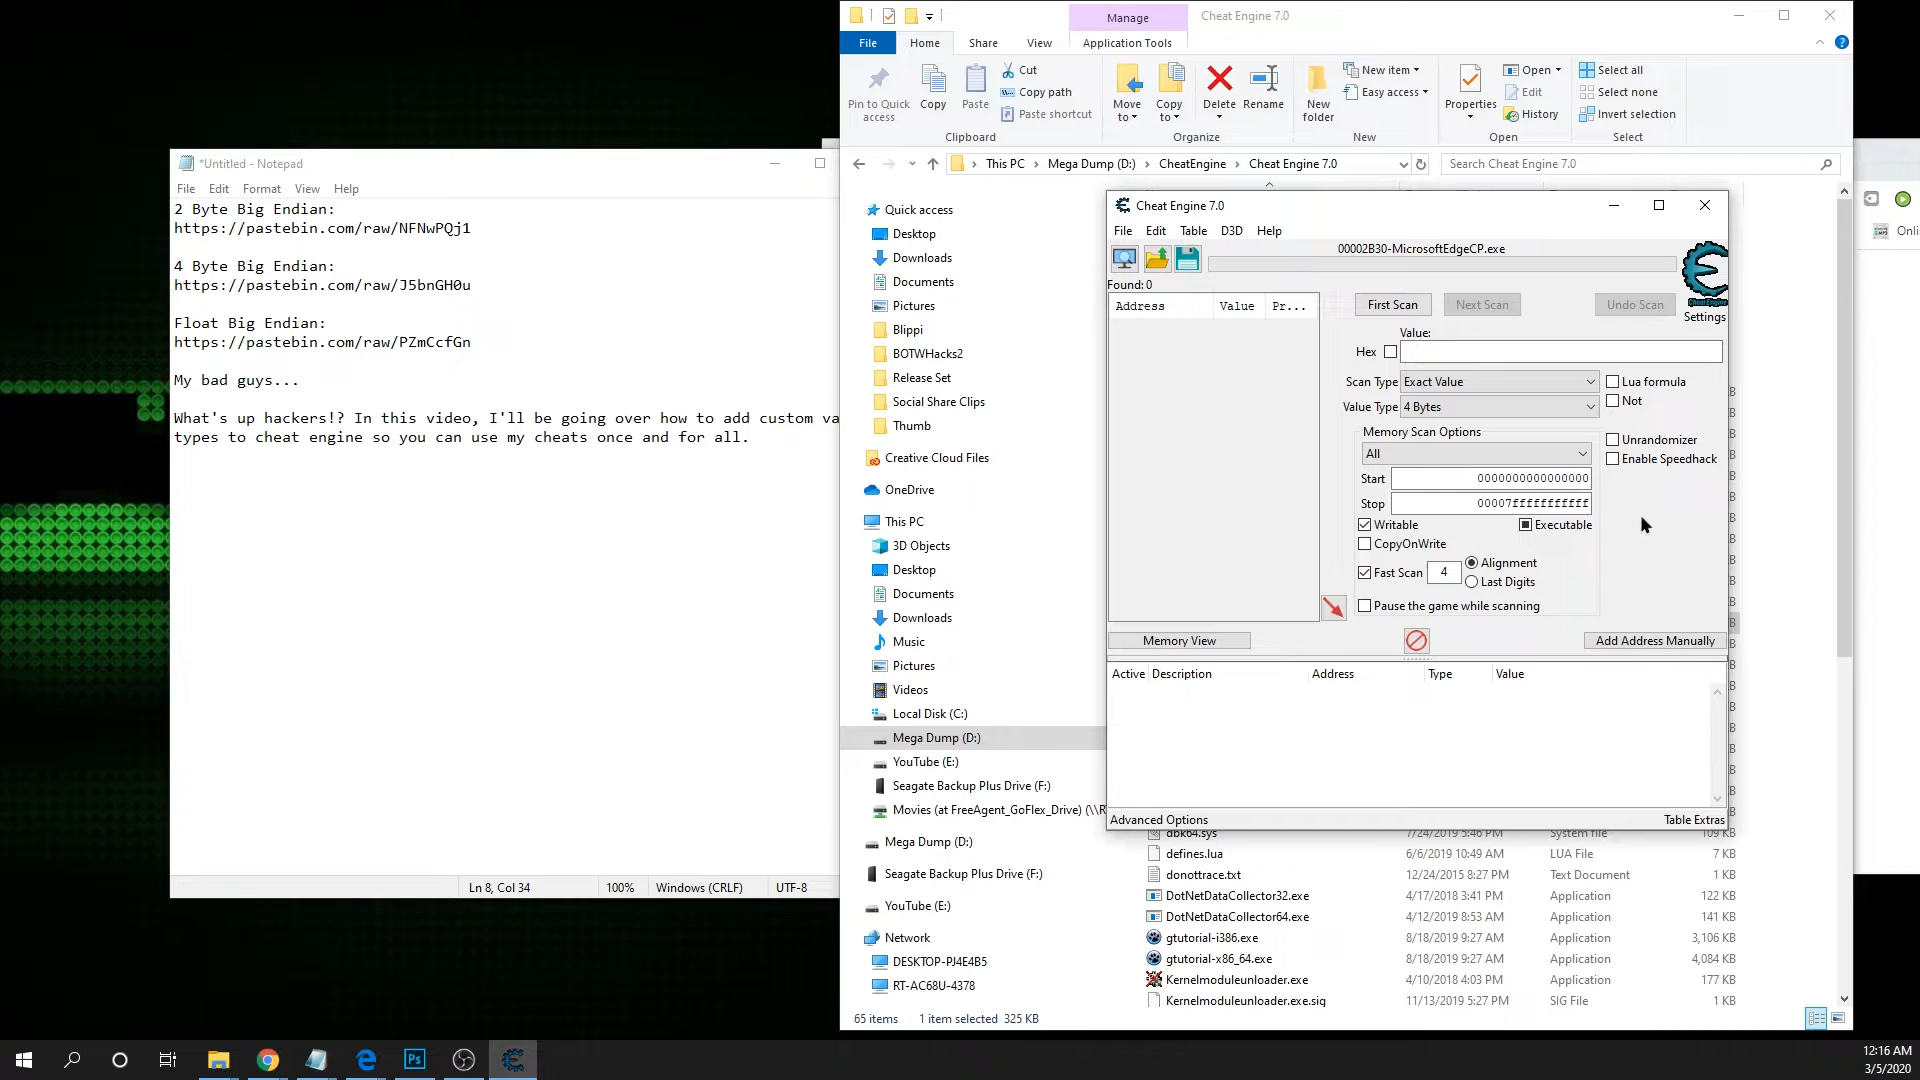 *Untitled - Notepad
File Edit Format View Help
2 Byte Big Endian:
https://pastebin.com/raw/NFNwPQj1
4 Byte Big Endian:
https://pastebin.com/raw/J5bnGH0u
Float Big Endian:
https://pastebin.com/raw/PZmCcfGn
My bad guys...
What's up hackers!? In this video, I'll be going over how to add custom va
types to cheat engine so you can use my cheats once and for all.
Ln 8, Col 34 100% Windows (CRLF) UTF-8
Manage Cheat Engine 7.0
File Home Share View Application Tools
Pin to Quick access
Copy
Paste
Cut
Copy path
Paste shortcut
Clipboard
Move to
Copy to
Delete
Rename
Organize
New folder
New item
Easy access
New
Properties
Open
Edit
History
Open
Select all
Select none
Invert selection
Select
This PC Mega Dump (D:) CheatEngine Cheat Engine 7.0
Search Cheat Engine 7.0
Quick access
Desktop
Downloads
Documents
Pictures
Blippi
BOTWHacks2
Release Set
Social Share Clips
Thumb
Creative Cloud Files
OneDrive
This PC
3D Objects
Desktop
Documents
Downloads
Music
Pictures
Videos
Local Disk (C:)
Mega Dump (D:)
YouTube (E:)
Seagate Backup Plus Drive (F:)
Movies (at FreeAgent_GoFlex_Drive) (\\R
Mega Dump (D:)
Seagate Backup Plus Drive (F:)
YouTube (E:)
Network
DESKTOP-PJ4E4B5
RT-AC68U-4378
Cheat Engine 7.0
File Edit Table D3D Help
00002B30-MicrosoftEdgeCP.exe
Found: 0
Address Value Pr...
First Scan Next Scan Undo Scan
Cheat Engine
Settings
Value:
Hex
Scan Type Exact Value
Lua formula
Not
Value Type 4 Bytes
Memory Scan Options
All
Unrandomizer
Enable Speedhack
Start 0000000000000000
Stop 00007fffffffffff
Writable Executable
CopyOnWrite
Fast Scan 4 Alignment
Last Digits
Pause the game while scanning
Memory View
Add Address Manually
Active Description Address Type Value
Advanced Options Table Extras
dbk64.sys 7/24/2019 5:46 PM System file 109 KB
defines.lua 6/6/2019 10:49 AM LUA File 7 KB
donottrace.txt 12/24/2015 8:27 PM Text Document 1 KB
DotNetDataCollector32.exe 4/17/2018 3:41 PM Application 122 KB
DotNetDataCollector64.exe 4/12/2019 8:53 AM Application 141 KB
gtutorial-i386.exe 8/18/2019 9:27 AM Application 3,106 KB
gtutorial-x86_64.exe 8/18/2019 9:27 AM Application 4,084 KB
Kernelmoduleunloader.exe 4/10/2018 4:03 PM Application 177 KB
Kernelmoduleunloader.exe.sig 11/13/2019 5:27 PM SIG File 1 KB
65 items 1 item selected 325 KB
Onli
Ps
12:16 AM
3/5/2020